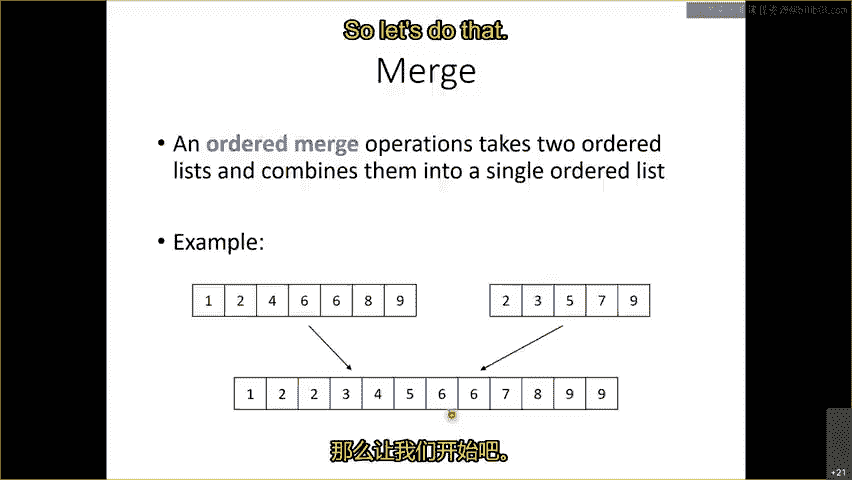 So let's do that.
Merge
• An ordered merge operations takes two ordered
lists and combines them into a single ordered list
• Example:
1 2 4 6 6 8 9
2 3 5 7 9
1 2 2 3 4 5 6 6 7 8 9 9
那么让我们开始吧。
+21